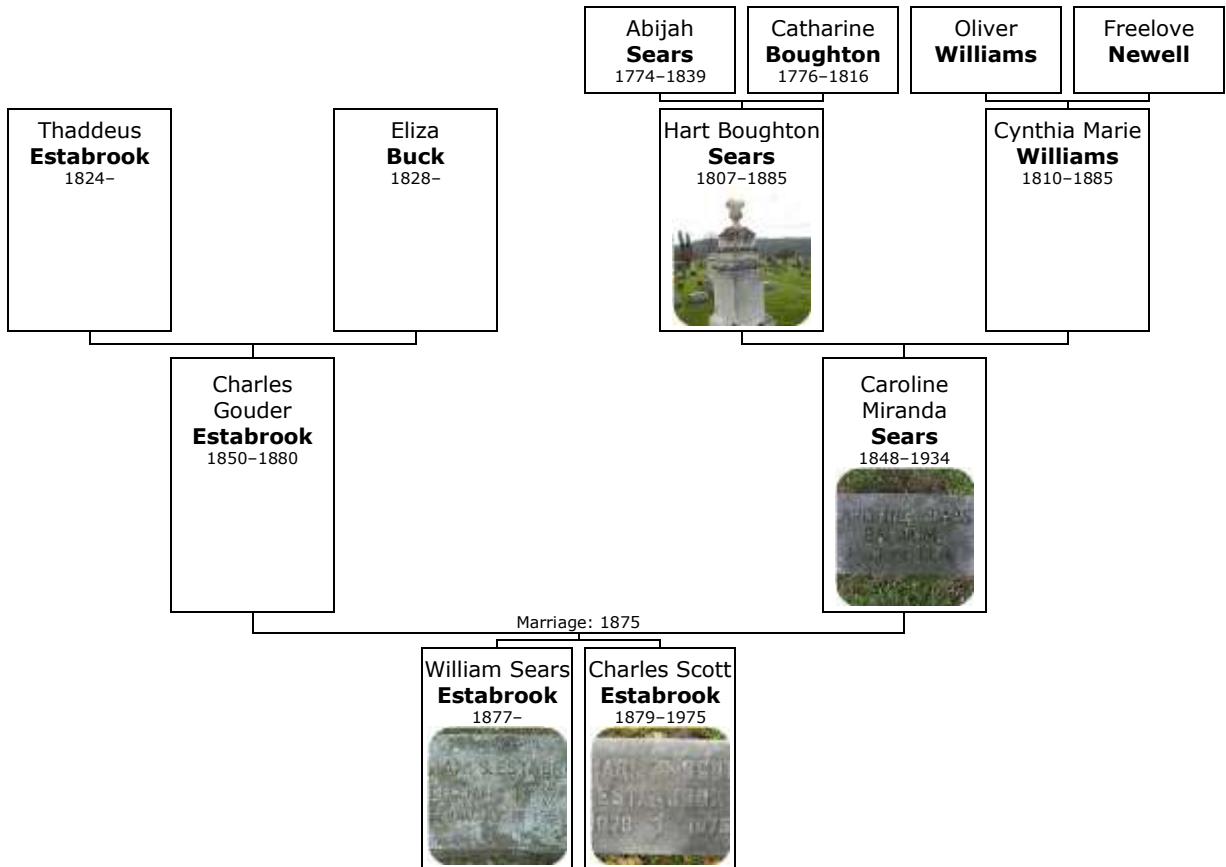 Abijah
Sears
1774–1839
Catharine
Boughton
1776–1816
Oliver
Williams
Freelove
Newell
Thaddeus
Estabrook
1824–
Eliza
Buck
1828–
Hart Boughton
Sears
1807–1885
Cynthia Marie
Williams
1810–1885
Charles
Gouder
Estabrook
1850–1880
Caroline
Miranda
Sears
1848–1934
Marriage: 1875
William Sears
Estabrook
1877–
Charles Scott
Estabrook
1879–1975